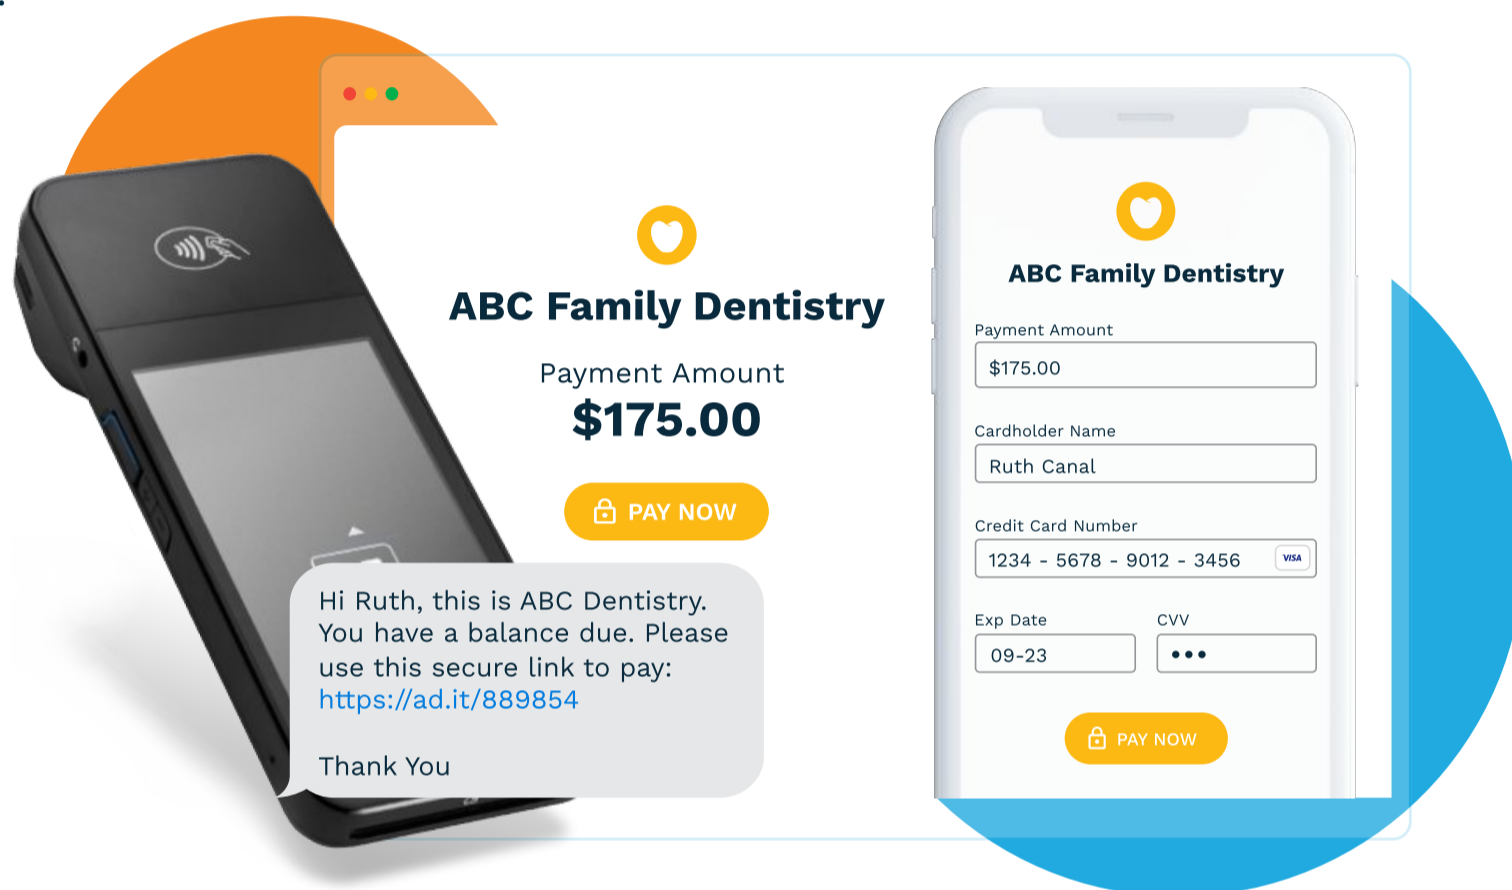 ABC Family Dentistry
Payment Amount
$175.00
PAY NOW
Hi Ruth, this is ABC Dentistry.
You have a balance due. Please
use this secure link to pay:
https://ad.it/889854
Thank You
ABC Family Dentistry
Payment Amount
$175.00
Cardholder Name
Ruth Canal
Credit Card Number
1234 - 5678 - 9012 - 3456
VISA
Exp Date
CVV
09-23
•••
PAY NOW